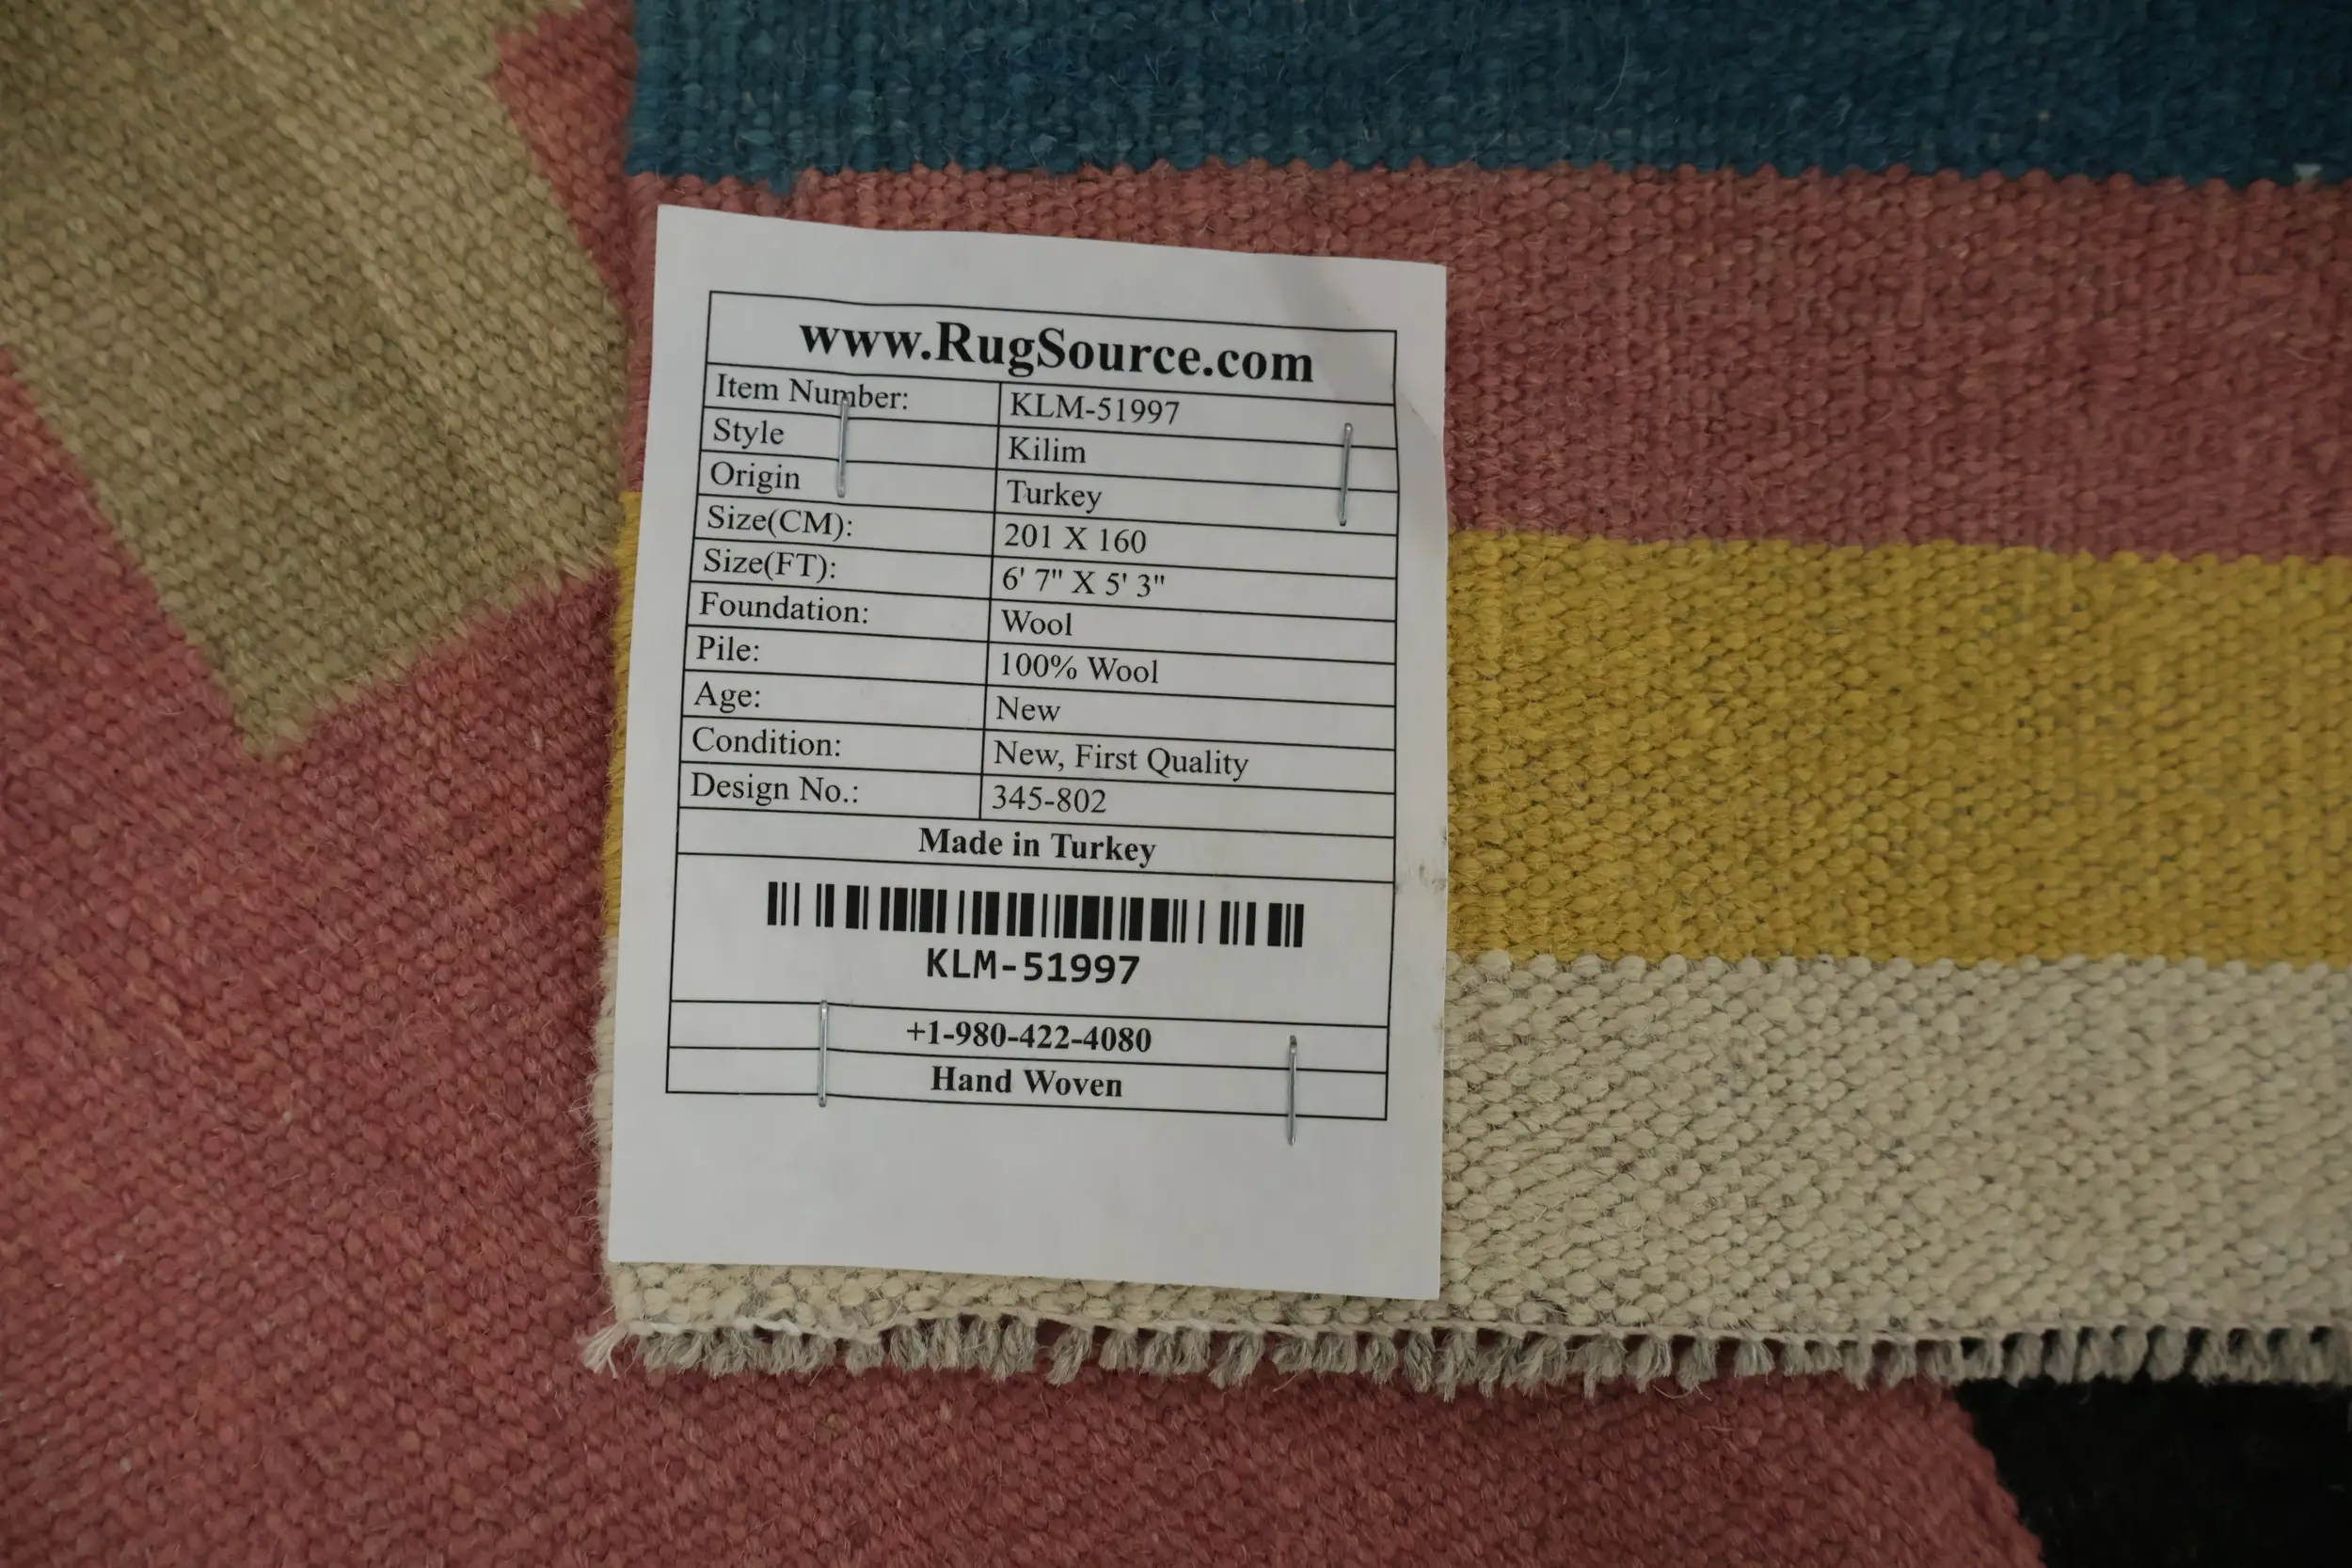 www.RugSource.com
Item Number: KLM-51997
Style Kilim
Origin Turkey
Size(CM): 201 X 160
Size(FT): 6' 7" X 5' 3"
Foundation: Wool
Pile: 100% Wool
Age: New
Condition: New, First Quality
Design No.: 345-802
Made in Turkey
KLM-51997
+1-980-422-4080
Hand Woven